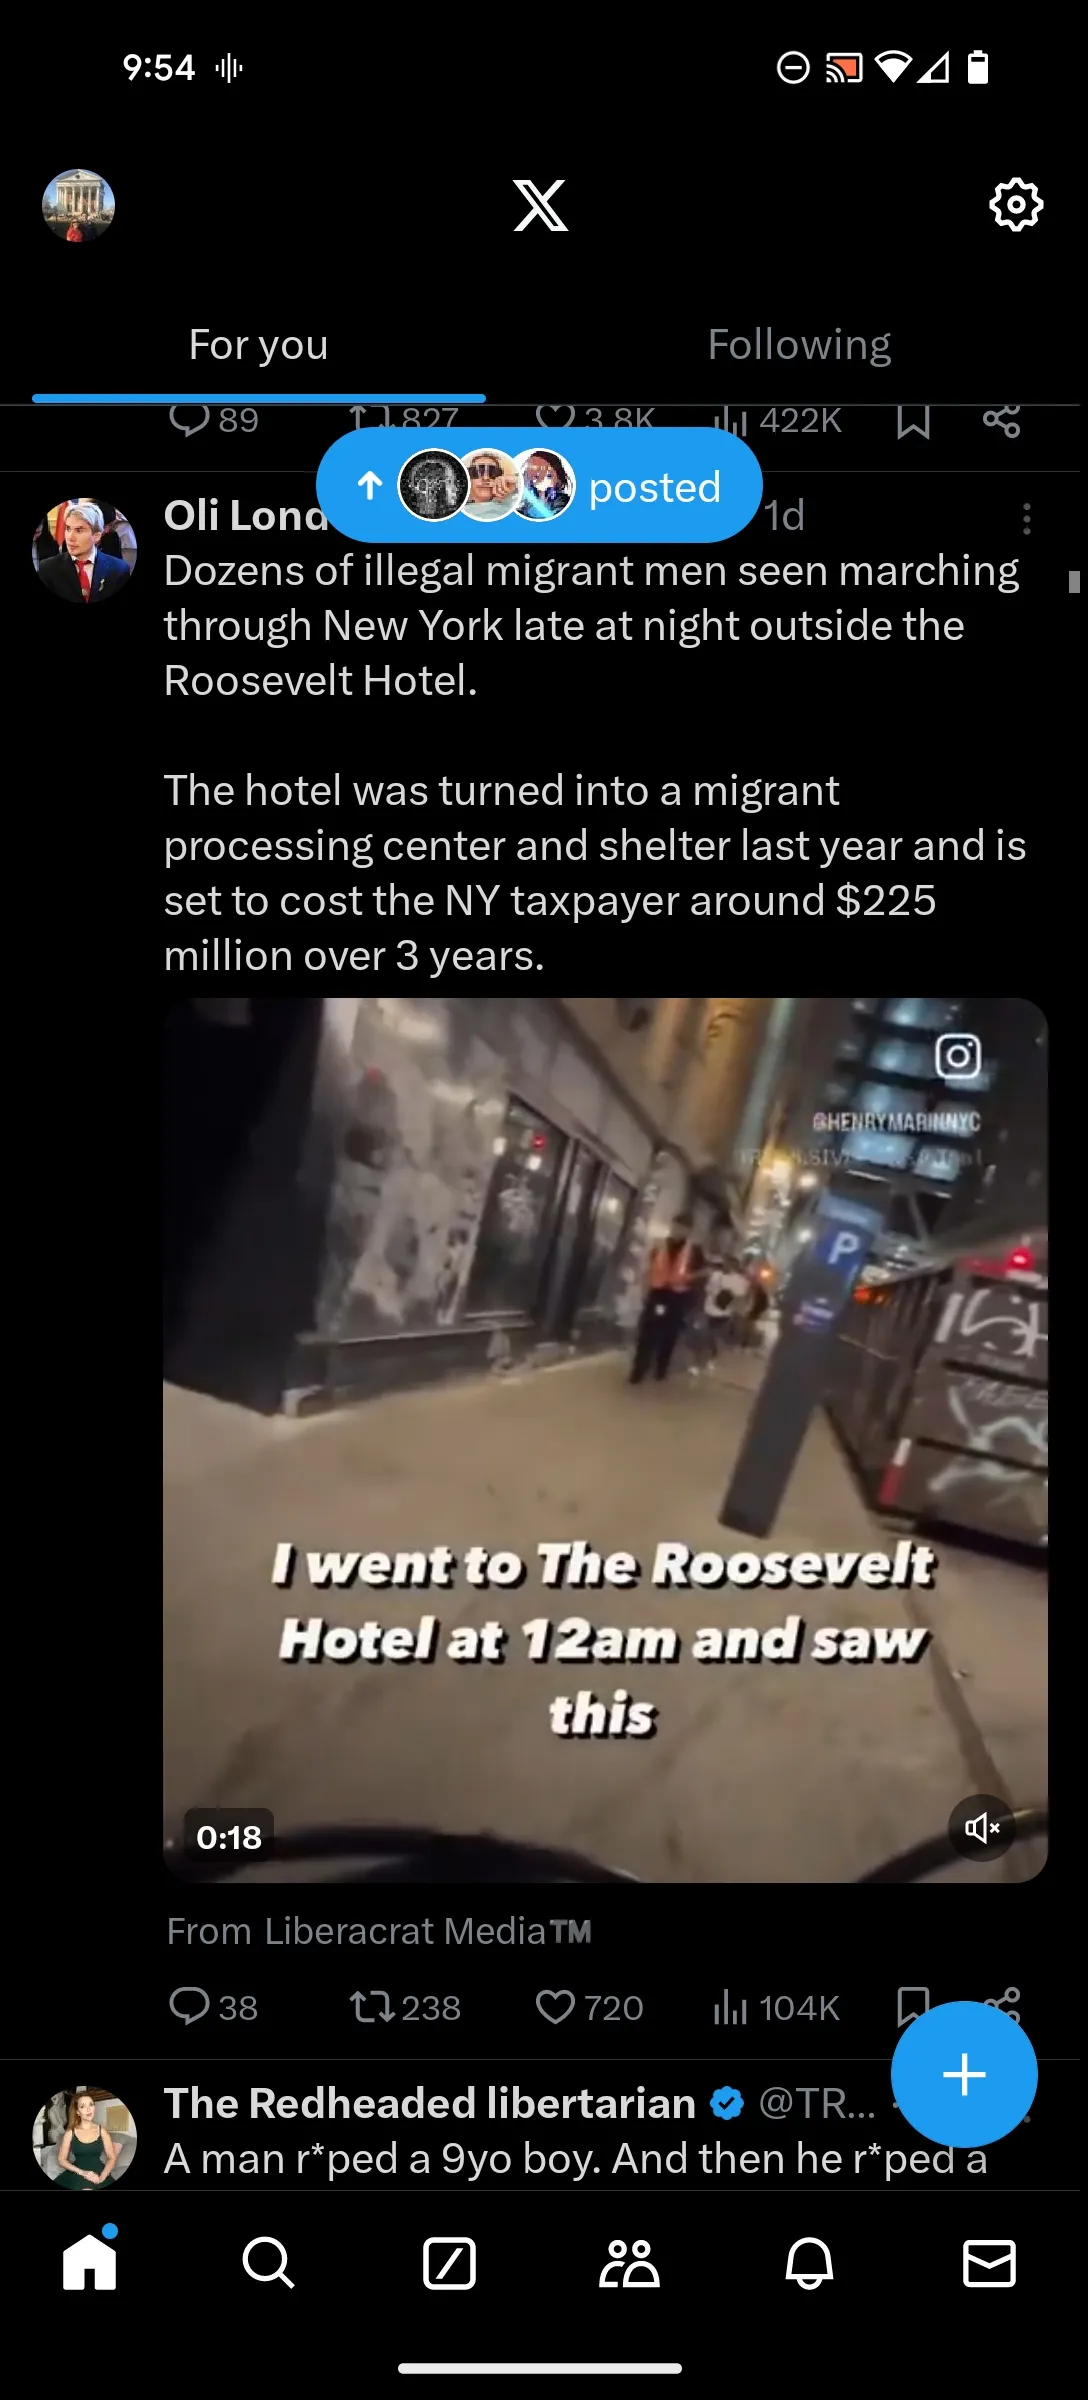 9:54
For you
Following
89 827 3.8K 422K
posted
Oli Lond 1d
Dozens of illegal migrant men seen marching
through New York late at night outside the
Roosevelt Hotel.
The hotel was turned into a migrant
processing center and shelter last year and is
set to cost the NY taxpayer around $225
million over 3 years.
@HENRYMARINNYC
P
I went to The Roosevelt
Hotel at 12am and saw
this
0:18
From Liberacrat Media™
38 238 720 104K
The Redheaded libertarian @TR...
A man r*ped a 9yo boy. And then he r*ped a